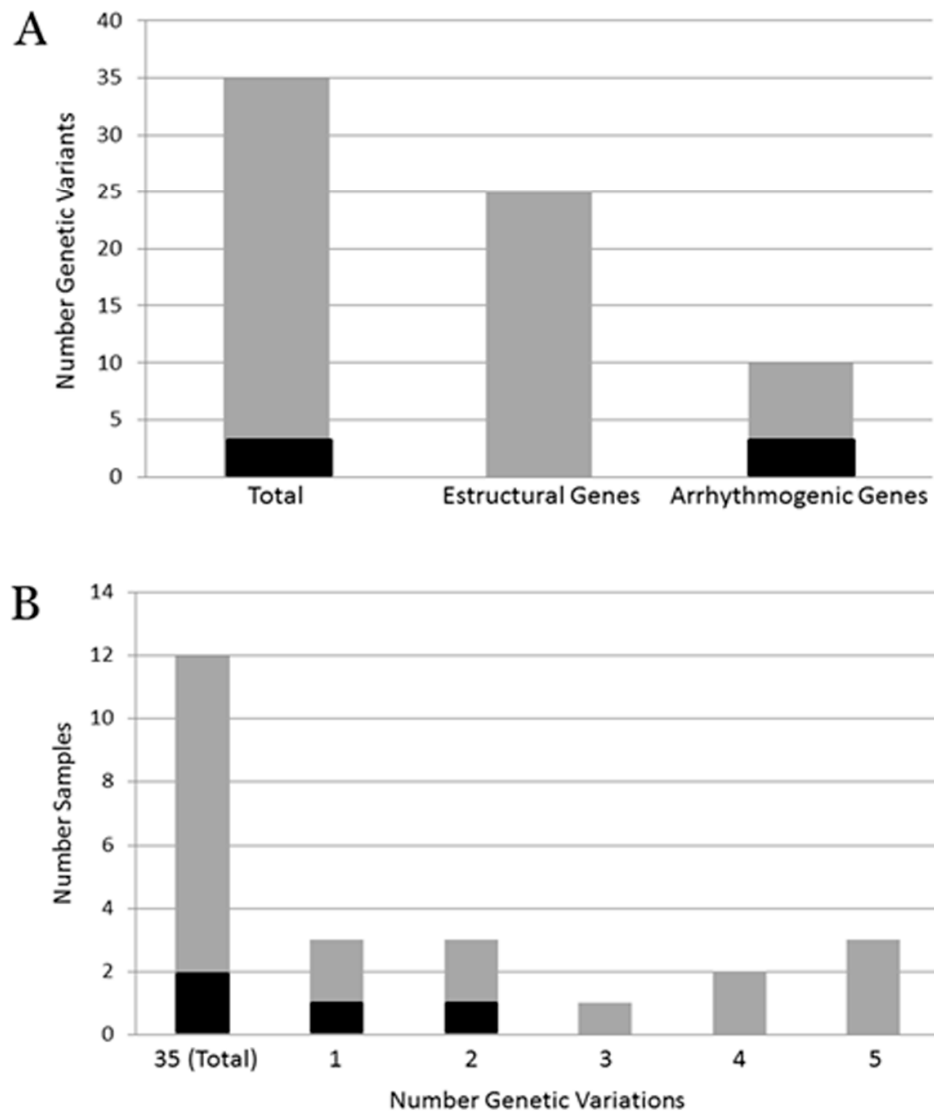 A
Number Genetic Variants
40
35
30
25
20
15
10
5
0
Total Estructural Genes Arrhythmogenic Genes
B
Number Samples
14
12
10
8
6
4
2
0
35 (Total) 1 2 3 4 5
Number Genetic Variations